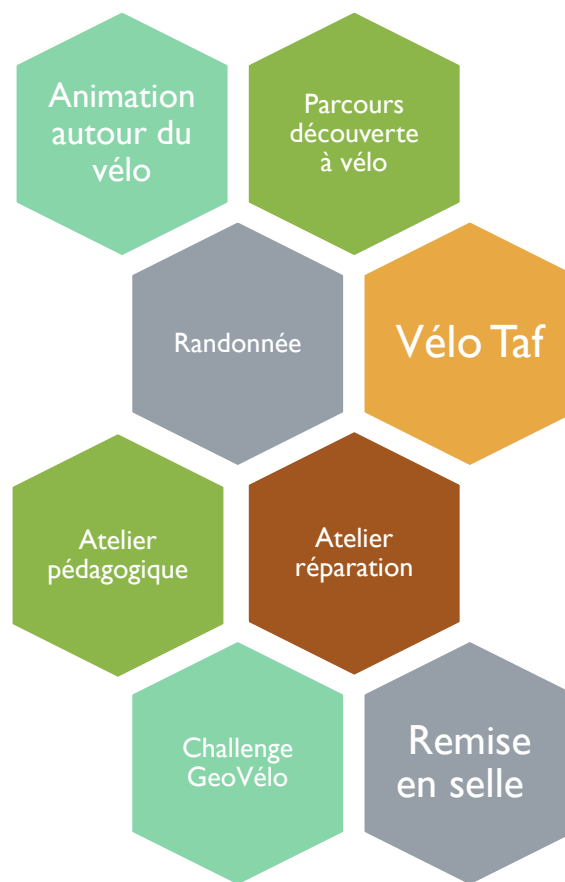 Animation
autour du
vélo
Parcours
découverte
à vélo
Randonnée
Vélo Taf
Atelier
pédagogique
Atelier
réparation
Challenge
GeoVélo
Remise
en selle